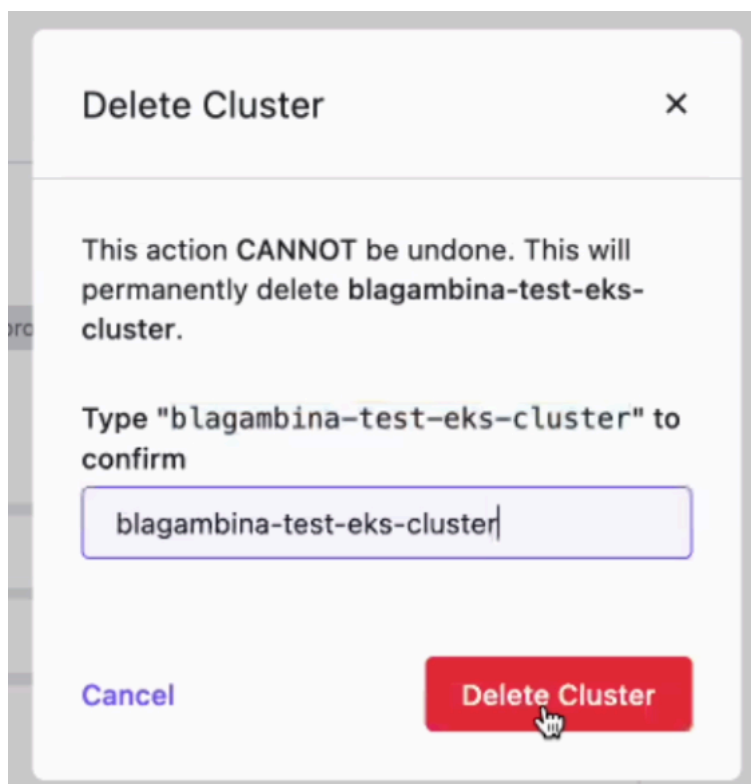 Delete Cluster
This action CANNOT be undone. This will
permanently delete blagambina-test-eks-
cluster.
Type "blagambina-test-eks-cluster" to
confirm
blagambina-test-eks-cluster
Cancel
Delete Cluster